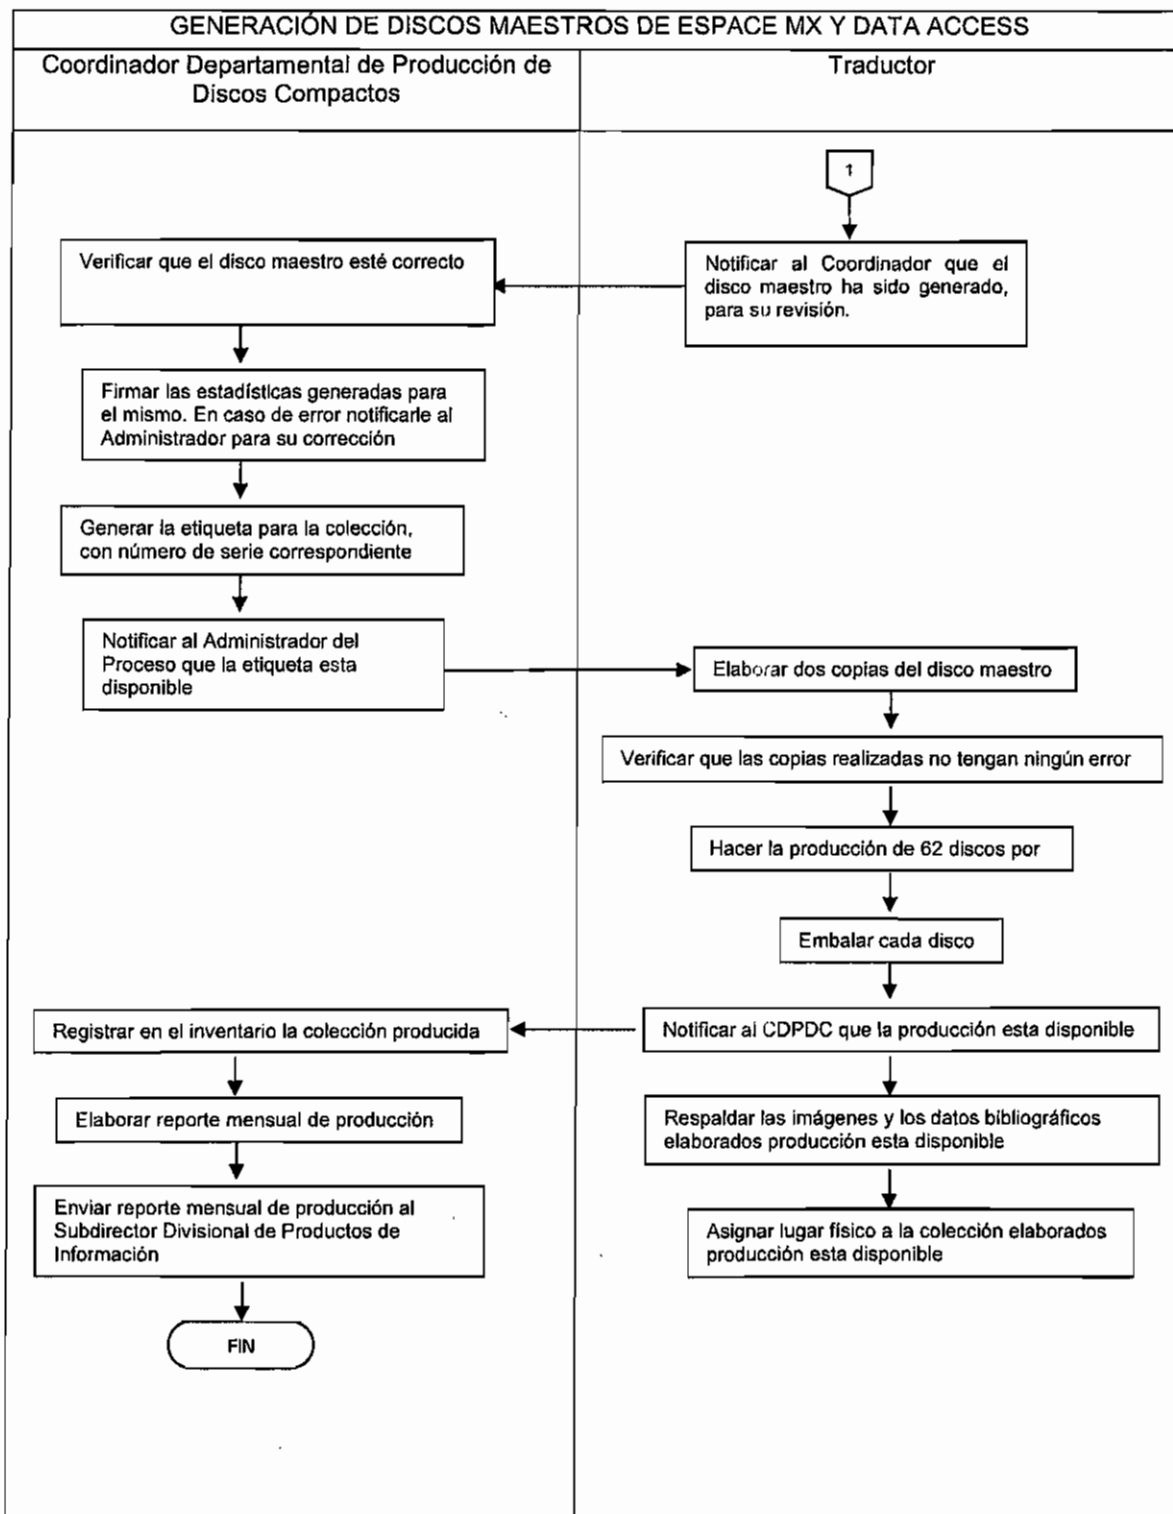 GENERACIÓN DE DISCOS MAESTROS DE ESPACE MX Y DATA ACCESS
Coordinador Departamental de Producción de
Discos Compactos
Traductor
1
Notificar al Coordinador que el
disco maestro ha sido generado,
para su revisión.
Verificar que el disco maestro esté correcto
Firmar las estadísticas generadas para
el mismo. En caso de error notificarle al
Administrador para su corrección
Generar la etiqueta para la colección,
con número de serie correspondiente
Notificar al Administrador del
Proceso que la etiqueta esta
disponible
Elaborar dos copias del disco maestro
Verificar que las copias realizadas no tengan ningún error
Hacer la producción de 62 discos por
Embalar cada disco
Notificar al CDPDC que la producción esta disponible
Registrar en el inventario la colección producida
Elaborar reporte mensual de producción
Enviar reporte mensual de producción al
Subdirector Divisional de Productos de
Información
FIN
Respaldar las imágenes y los datos bibliográficos
elaborados producción esta disponible
Asignar lugar físico a la colección elaborados
producción esta disponible